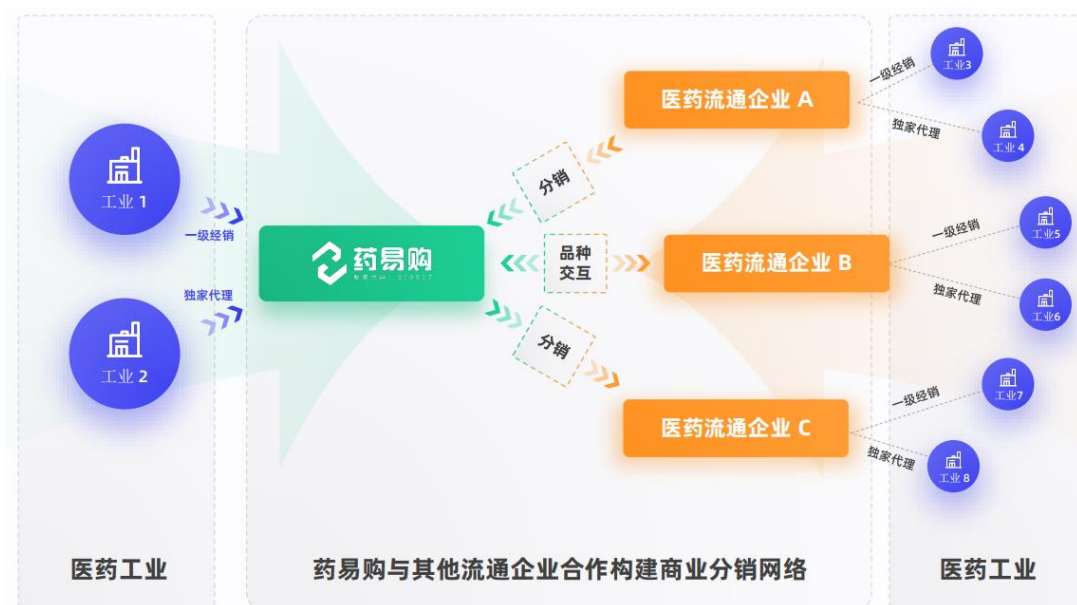 工业 1
一级经销
独家代理
工业 2
药易购
分销
品种
交互
分销
医药流通企业 A
医药流通企业 B
医药流通企业 C
一级经销
工业3
独家代理
工业 4
一级经销
工业5
独家代理
工业6
一级经销
工业7
独家代理
工业 8
医药工业
药易购与其他流通企业合作构建商业分销网络
医药工业